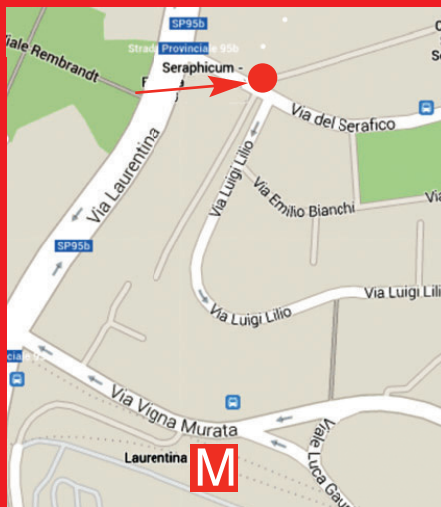 SP95b
Viale Rembrandt
Strada Provinciale 95b
Seraphicum -
Via del Serafico
Via Laurentina
Via Luigi Lilio
Via Emilio Bianchi
Via
SP95b
Via Luigi Lili
Via Luigi Lilio
Via Vigna Murata
Viale Luca Gau
Laurentina M